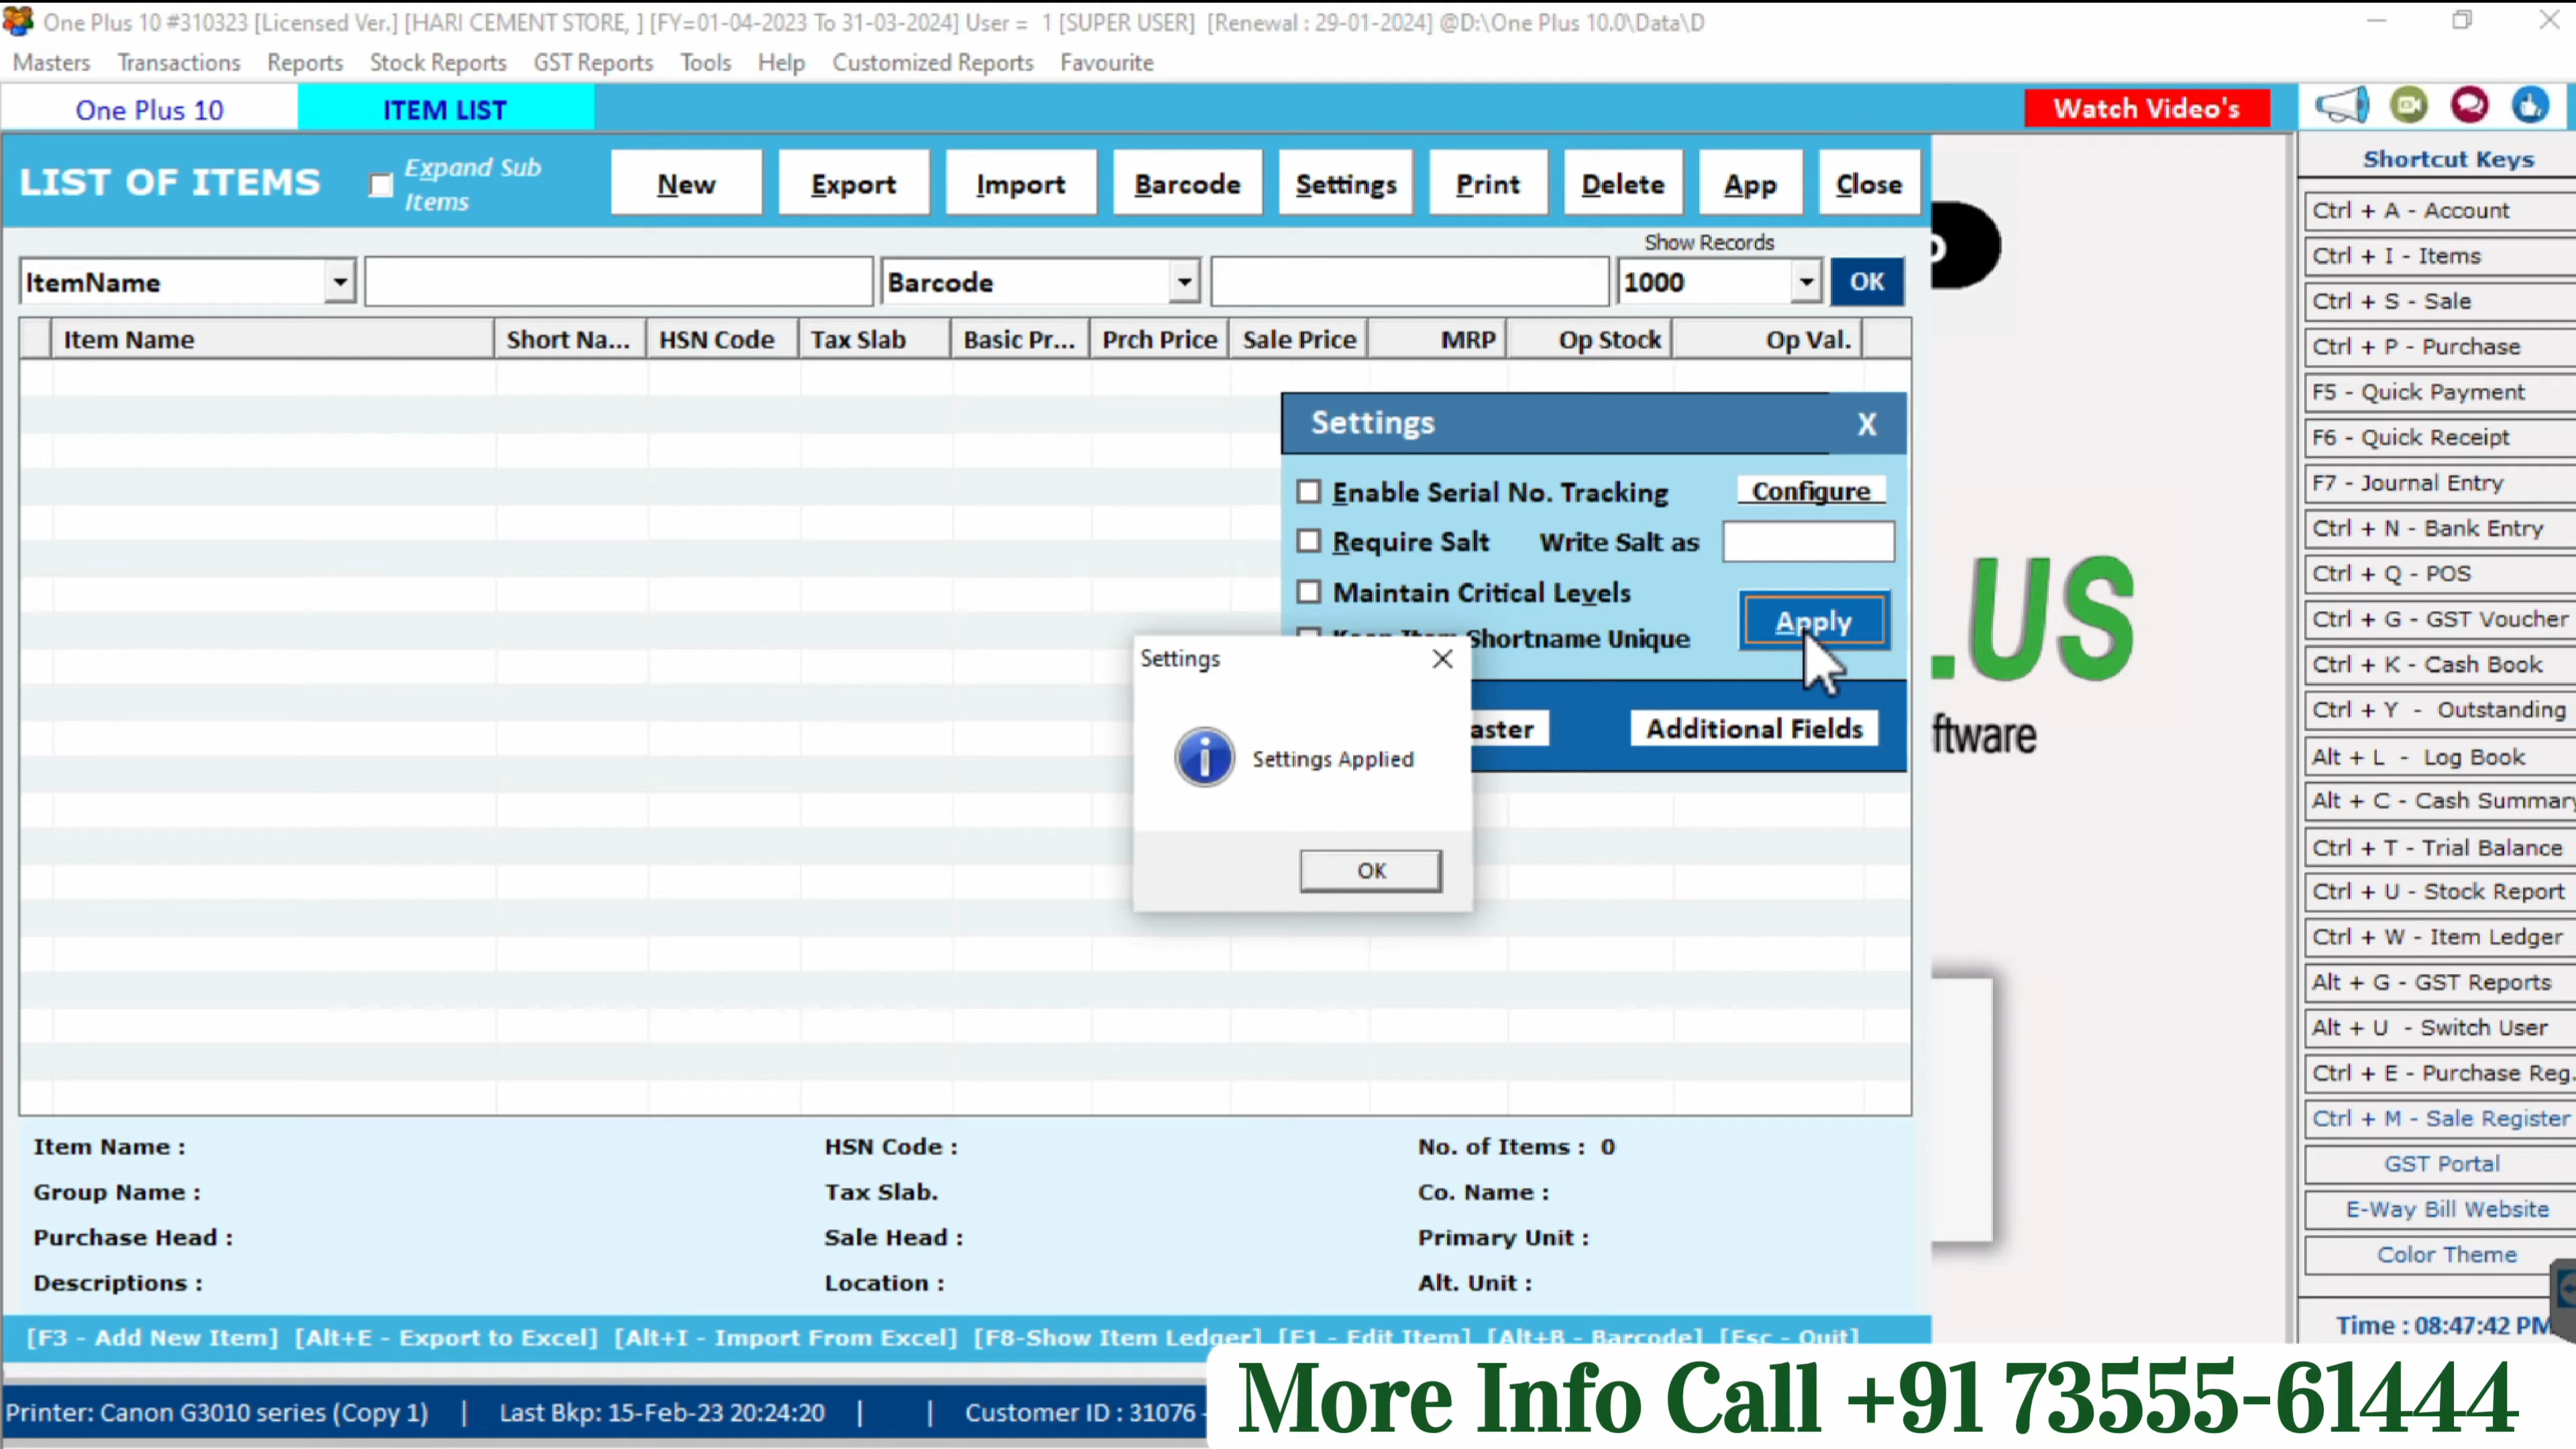 One Plus 10 #310323 [Licensed Ver.] [HARI CEMENT STORE, ] [FY=01-04-2023 To 31-03-2024] User = 1 [SUPER USER] [Renewal : 29-01-2024] @D:\One Plus 10.0\Data\D
Masters Transactions Reports Stock Reports GST Reports Tools Help Customized Reports Favourite
One Plus 10 ITEM LIST Watch Video's
LIST OF ITEMS Expand Sub Items New Export Import Barcode Settings Print Delete App Close
Show Records
ItemName Barcode 1000 OK
Item Name Short Na... HSN Code Tax Slab Basic Pr... Prch Price Sale Price MRP Op Stock Op Val.
Settings X
Enable Serial No. Tracking Configure
Require Salt Write Salt as
Maintain Critical Levels
Apply
Shortname Unique
aster Additional Fields
Settings
Settings Applied
OK
.US
ftware
Item Name : HSN Code : No. of Items : 0
Group Name : Tax Slab. Co. Name :
Purchase Head : Sale Head : Primary Unit :
Descriptions : Location : Alt. Unit :
[F3 - Add New Item] [Alt+E - Export to Excel] [Alt+I - Import From Excel] [F8-Show Item Ledger] [F1 - Edit Item] [Alt+B - Barcode] [Esc - Quit]
Printer: Canon G3010 series (Copy 1) | Last Bkp: 15-Feb-23 20:24:20 | | Customer ID : 31076 -
Shortcut Keys
Ctrl + A - Account
Ctrl + I - Items
Ctrl + S - Sale
Ctrl + P - Purchase
F5 - Quick Payment
F6 - Quick Receipt
F7 - Journal Entry
Ctrl + N - Bank Entry
Ctrl + Q - POS
Ctrl + G - GST Voucher
Ctrl + K - Cash Book
Ctrl + Y - Outstanding
Alt + L - Log Book
Alt + C - Cash Summary
Ctrl + T - Trial Balance
Ctrl + U - Stock Report
Ctrl + W - Item Ledger
Alt + G - GST Reports
Alt + U - Switch User
Ctrl + E - Purchase Reg.
Ctrl + M - Sale Register
GST Portal
E-Way Bill Website
Color Theme
Time : 08:47:42 PM
More Info Call +91 73555-61444